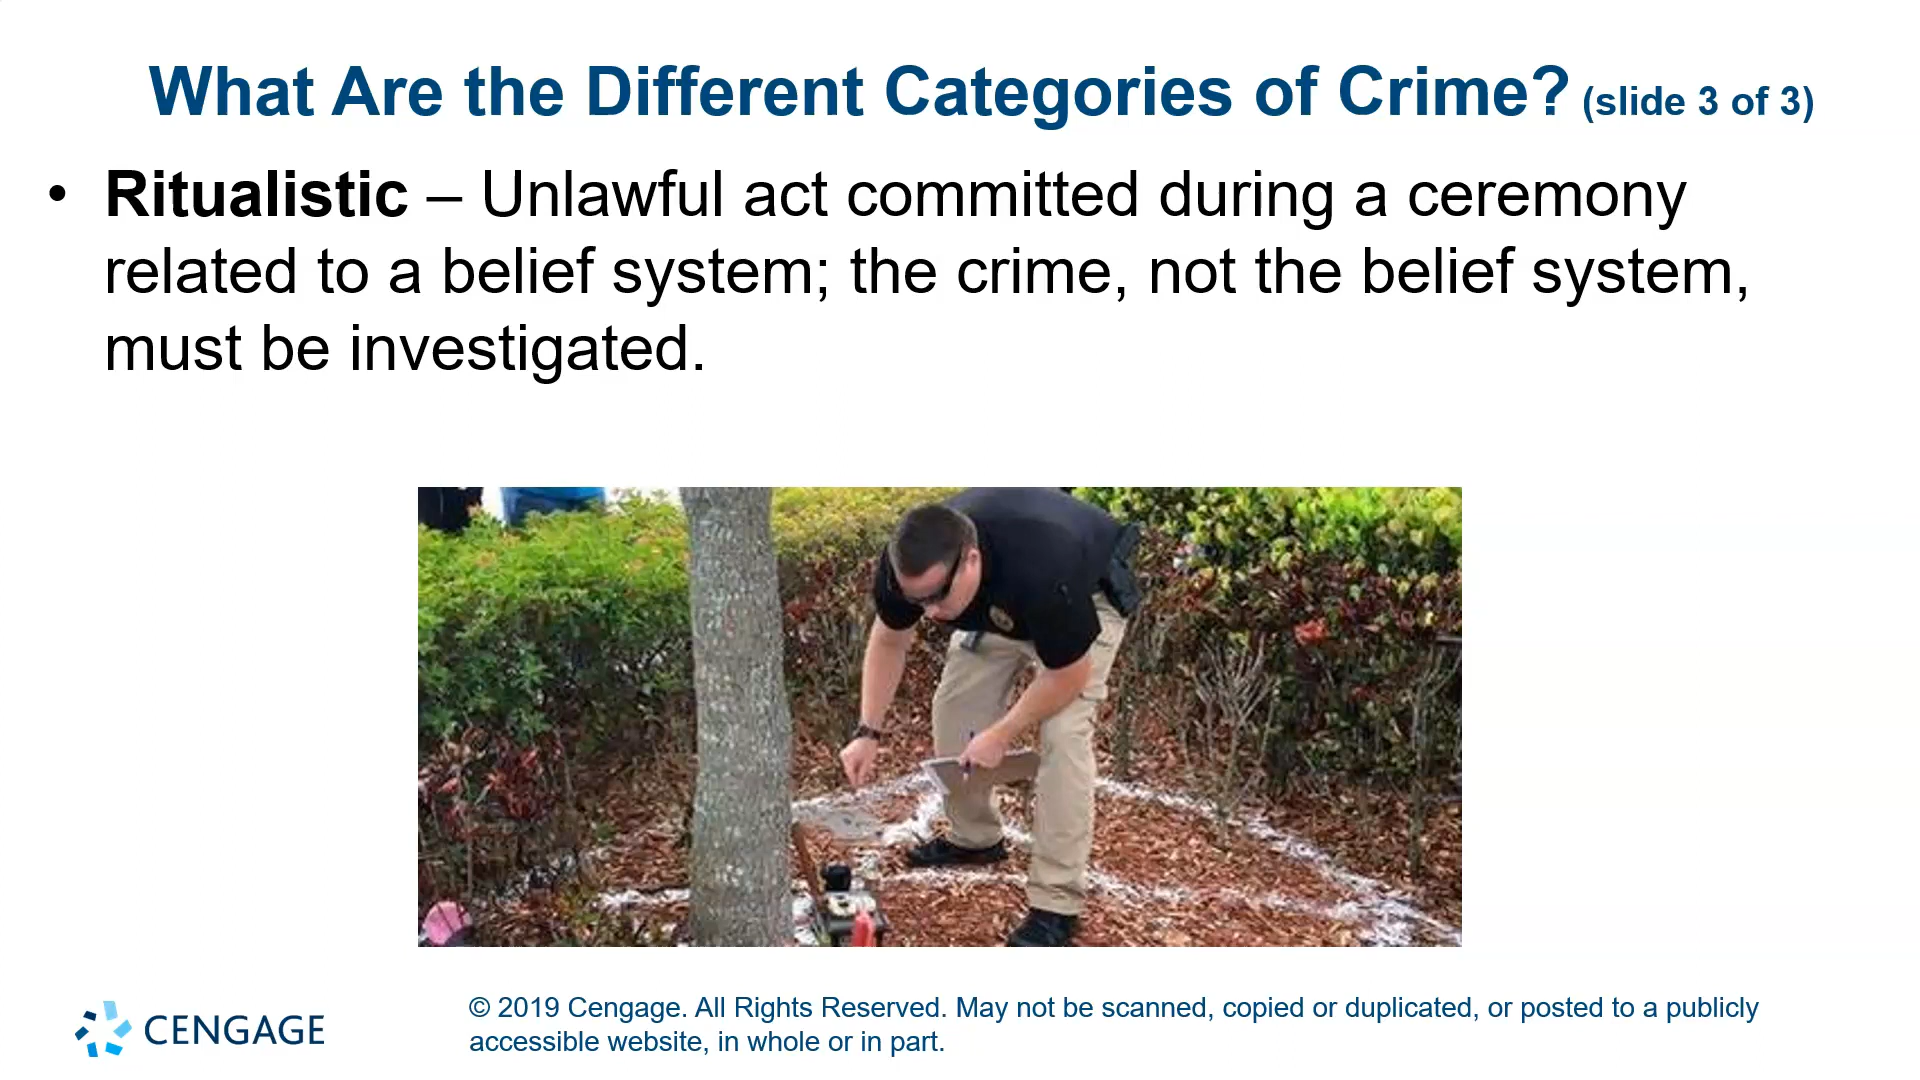 What Are the Different Categories of Crime? (slide 3 of 3)
• Ritualistic – Unlawful act committed during a ceremony
related to a belief system; the crime, not the belief system,
must be investigated.
CENGAGE
© 2019 Cengage. All Rights Reserved. May not be scanned, copied or duplicated, or posted to a publicly
accessible website, in whole or in part.